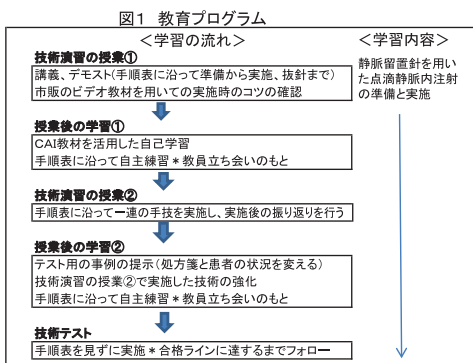 図1 教育プログラム
＜学習の流れ＞
＜学習内容＞
技術演習の授業①
講義、デモスト(手順表に沿って準備から実施、抜針まで)
市販のビデオ教材を用いての実施時のコツの確認
静脈留置針を用い
た点滴静脈内注射
の準備と実施
授業後の学習①
CAI教材を活用した自己学習
手順表に沿って自主練習＊教員立ち会いのもと
技術演習の授業②
手順表に沿って一連の手技を実施し、実施後の振り返りを行う
授業後の学習②
テスト用の事例の提示(処方箋と患者の状況を変える)
技術演習の授業②で実施した技術の強化
手順表に沿って自主練習＊教員立ち会いのもと
技術テスト
手順表を見ずに実施＊合格ラインに達するまでフォロー